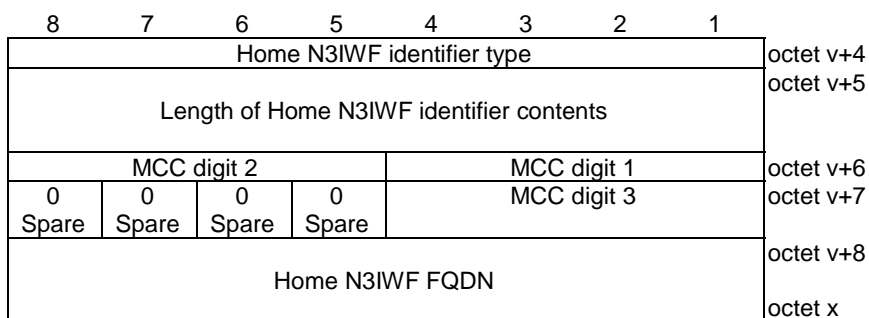 8 7 6 5 4 3 2 1
Home N3IWF identifier type octet v+4
octet v+5
Length of Home N3IWF identifier contents
MCC digit 2 MCC digit 1 octet v+6
0 0 0 0 MCC digit 3 octet v+7
Spare Spare Spare Spare
octet v+8
Home N3IWF FQDN
octet x